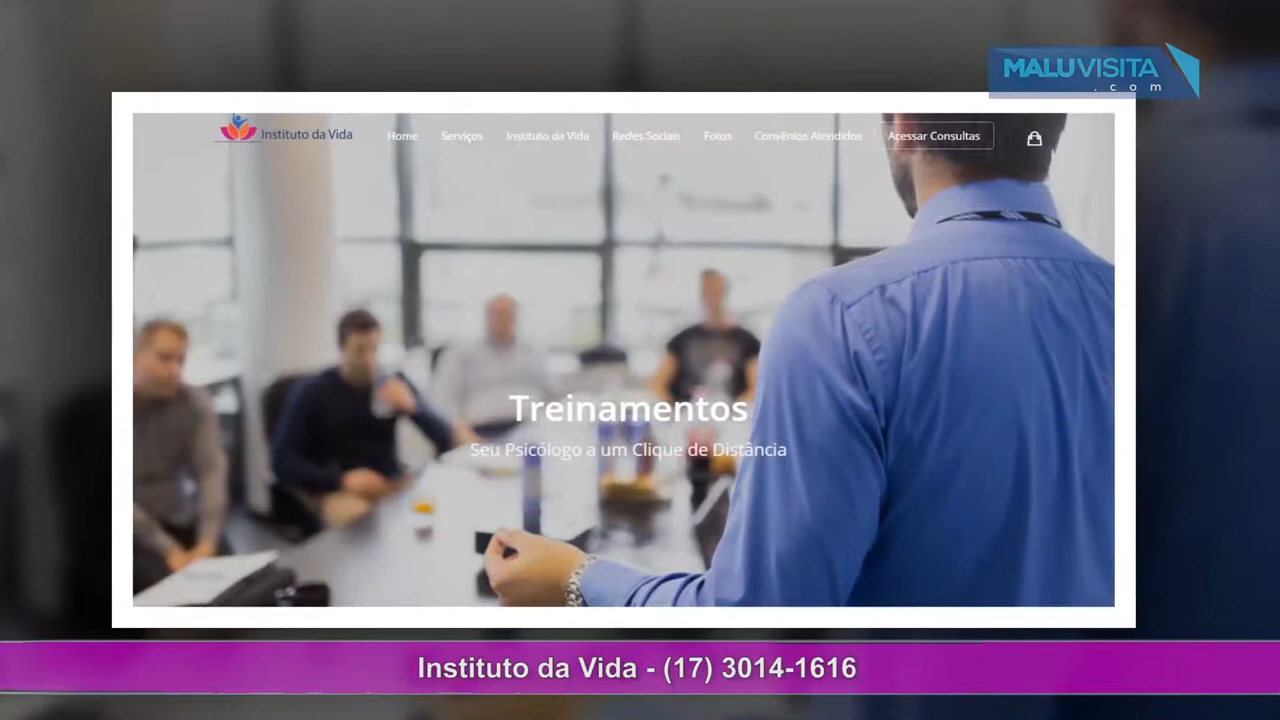 MALUVISITA
.com
Instituto da Vida
Home Serviços Instituto da Vida Redes Sociais Fotos Convênios Atendidos Acessar Consultas
Treinamentos
Seu Psicólogo a um Clique de Distância
Instituto da Vida - (17) 3014-1616